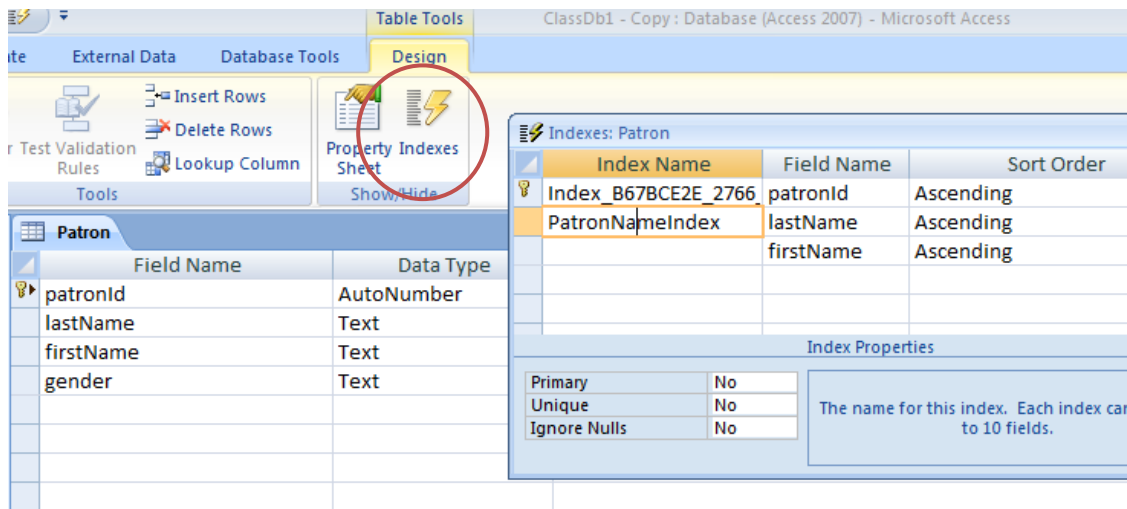 Table Tools
ClassDb1 - Copy : Database (Access 2007) - Microsoft Access
External Data
Database Tools
Design
Insert Rows
Delete Rows
Lookup Column
Test Validation
Rules
Tools
Property
Sheet
Indexes
Show/Hide
Patron
Field Name Data Type
patronId AutoNumber
lastName Text
firstName Text
gender Text
Indexes: Patron
Index Name Field Name Sort Order
Index_B67BCE2E_2766_ patronId Ascending
PatronNameIndex lastName Ascending
firstName Ascending
Index Properties
Primary No
Unique No
Ignore Nulls No
The name for this index. Each index can
to 10 fields.